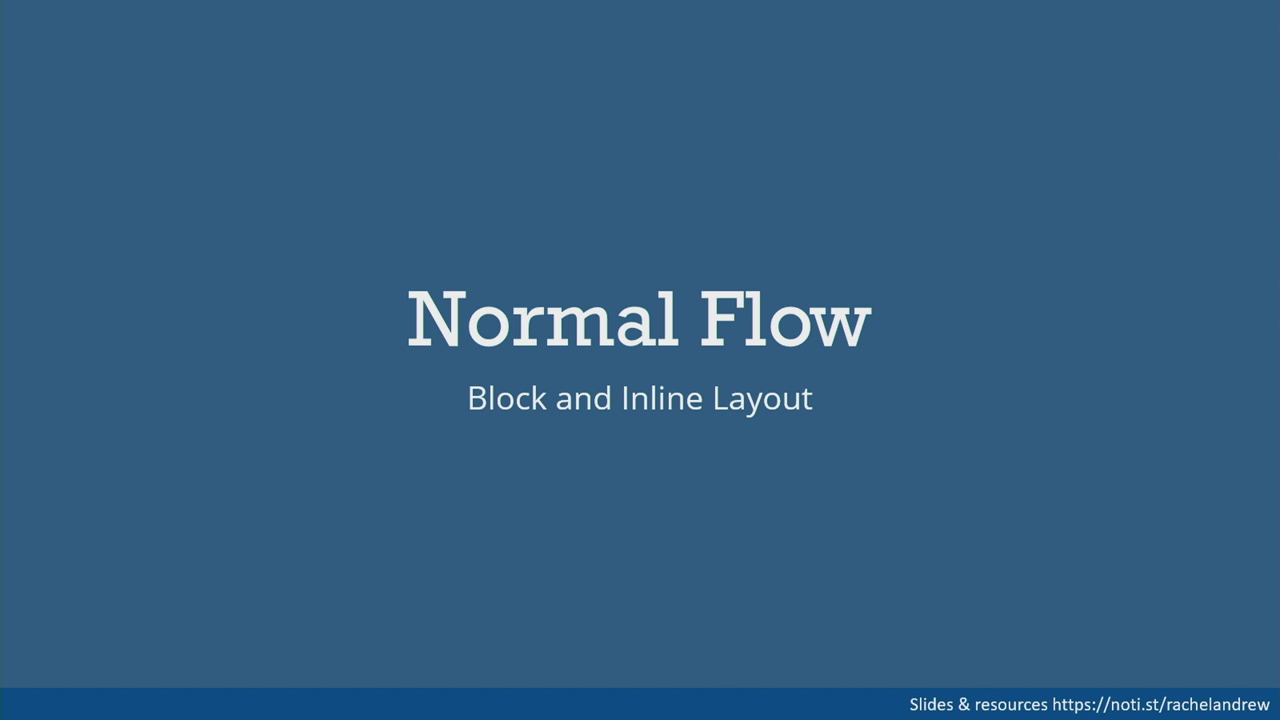 Normal Flow
Block and Inline Layout
Slides & resources https://noti.st/rachelandrew